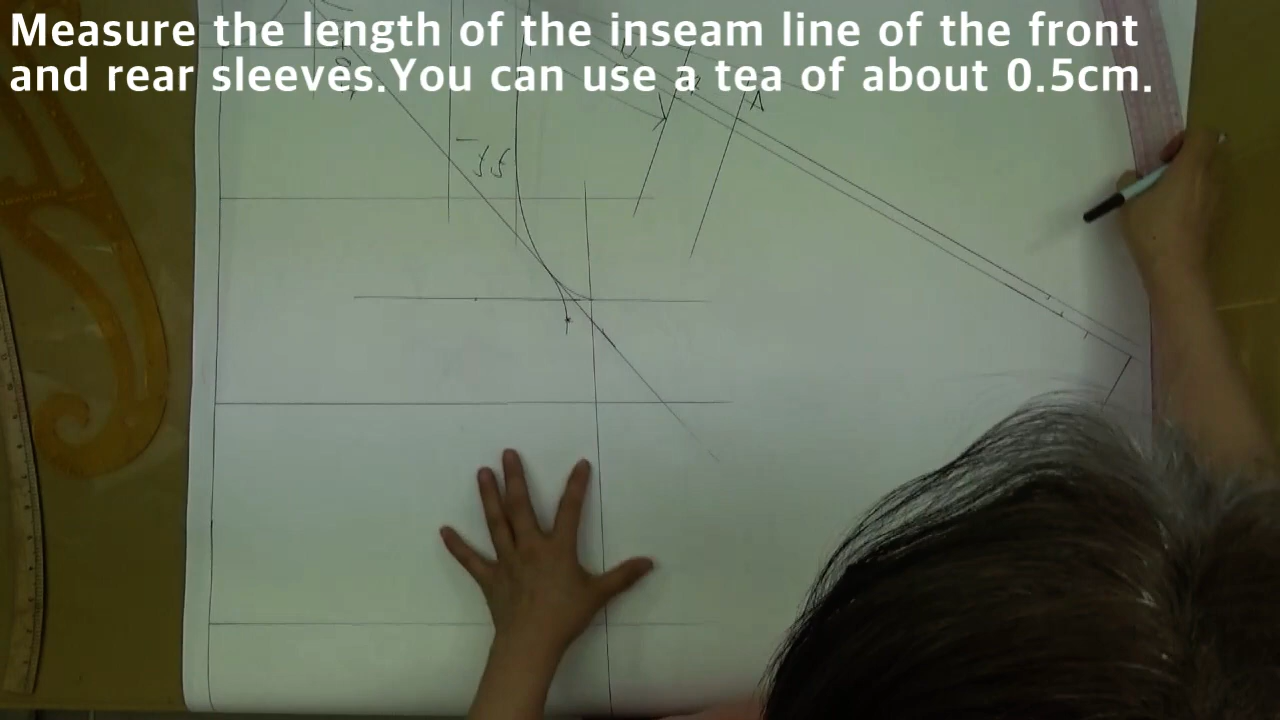 Measure the length of the inseam line of the front
and rear sleeves.You can use a tea of about 0.5cm.